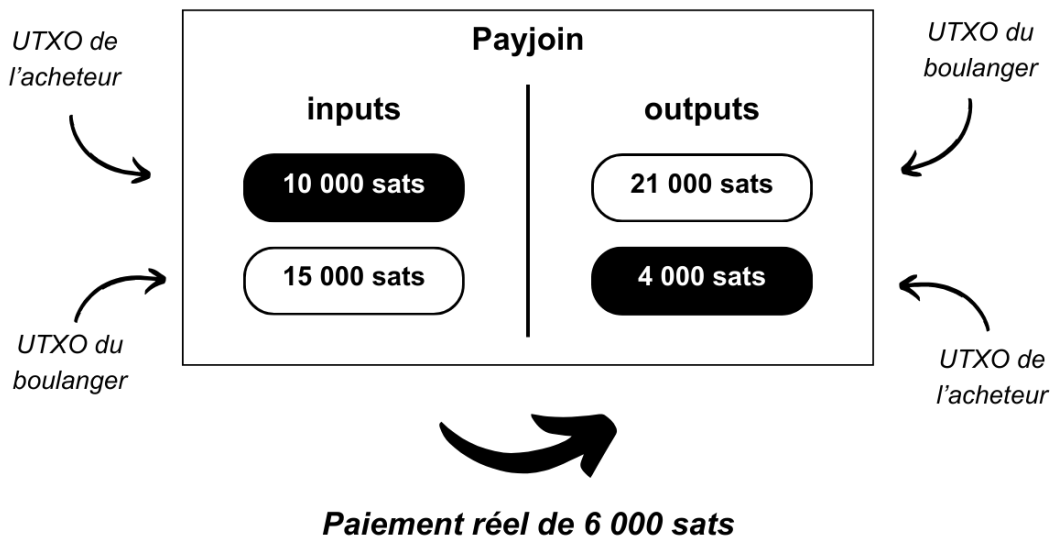 Payjoin
UTXO de
l'acheteur
UTXO du
boulanger
inputs
outputs
10 000 sats
21 000 sats
15 000 sats
4 000 sats
UTXO du
boulanger
UTXO de
l'acheteur
Paiement réel de 6 000 sats